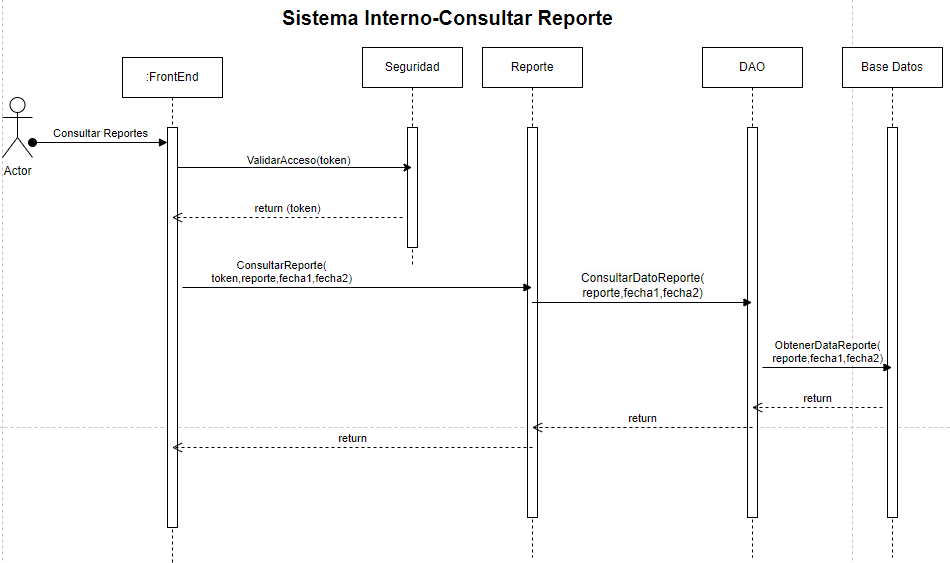 Sistema Interno-Consultar Reporte
:FrontEnd
Seguridad
Reporte
DAO
Base Datos
Actor
Consultar Reportes
ValidarAcceso(token)
return (token)
ConsultarReporte(
token,reporte,fecha1,fecha2)
ConsultarDatoReporte(
reporte,fecha1,fecha2)
ObtenerDataReporte(
reporte,fecha1,fecha2)
return
return
return